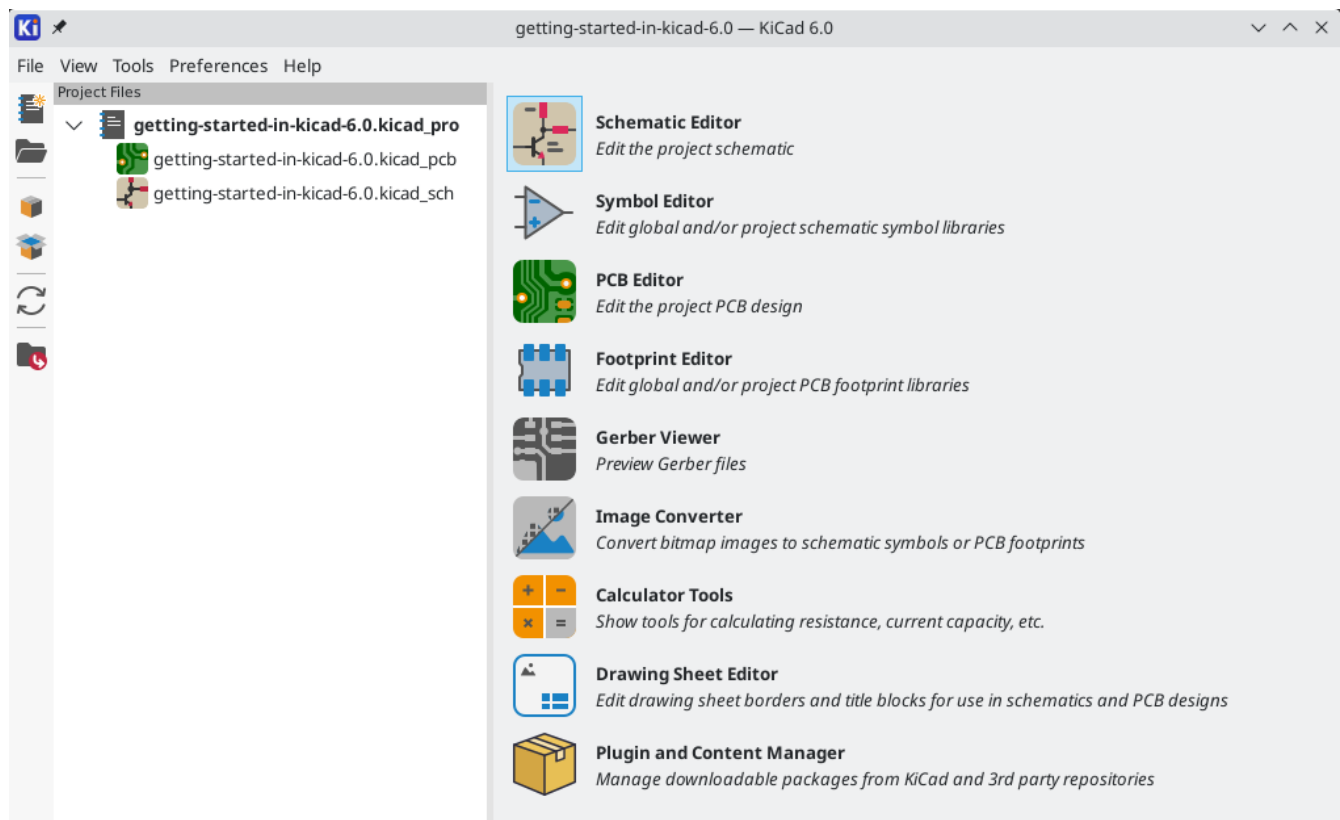 Ki
getting-started-in-kicad-6.0 — KiCad 6.0
File View Tools Preferences Help
Project Files
getting-started-in-kicad-6.0.kicad_pro
getting-started-in-kicad-6.0.kicad_pcb
getting-started-in-kicad-6.0.kicad_sch
Schematic Editor
Edit the project schematic
Symbol Editor
Edit global and/or project schematic symbol libraries
PCB Editor
Edit the project PCB design
Footprint Editor
Edit global and/or project PCB footprint libraries
Gerber Viewer
Preview Gerber files
Image Converter
Convert bitmap images to schematic symbols or PCB footprints
Calculator Tools
Show tools for calculating resistance, current capacity, etc.
Drawing Sheet Editor
Edit drawing sheet borders and title blocks for use in schematics and PCB designs
Plugin and Content Manager
Manage downloadable packages from KiCad and 3rd party repositories